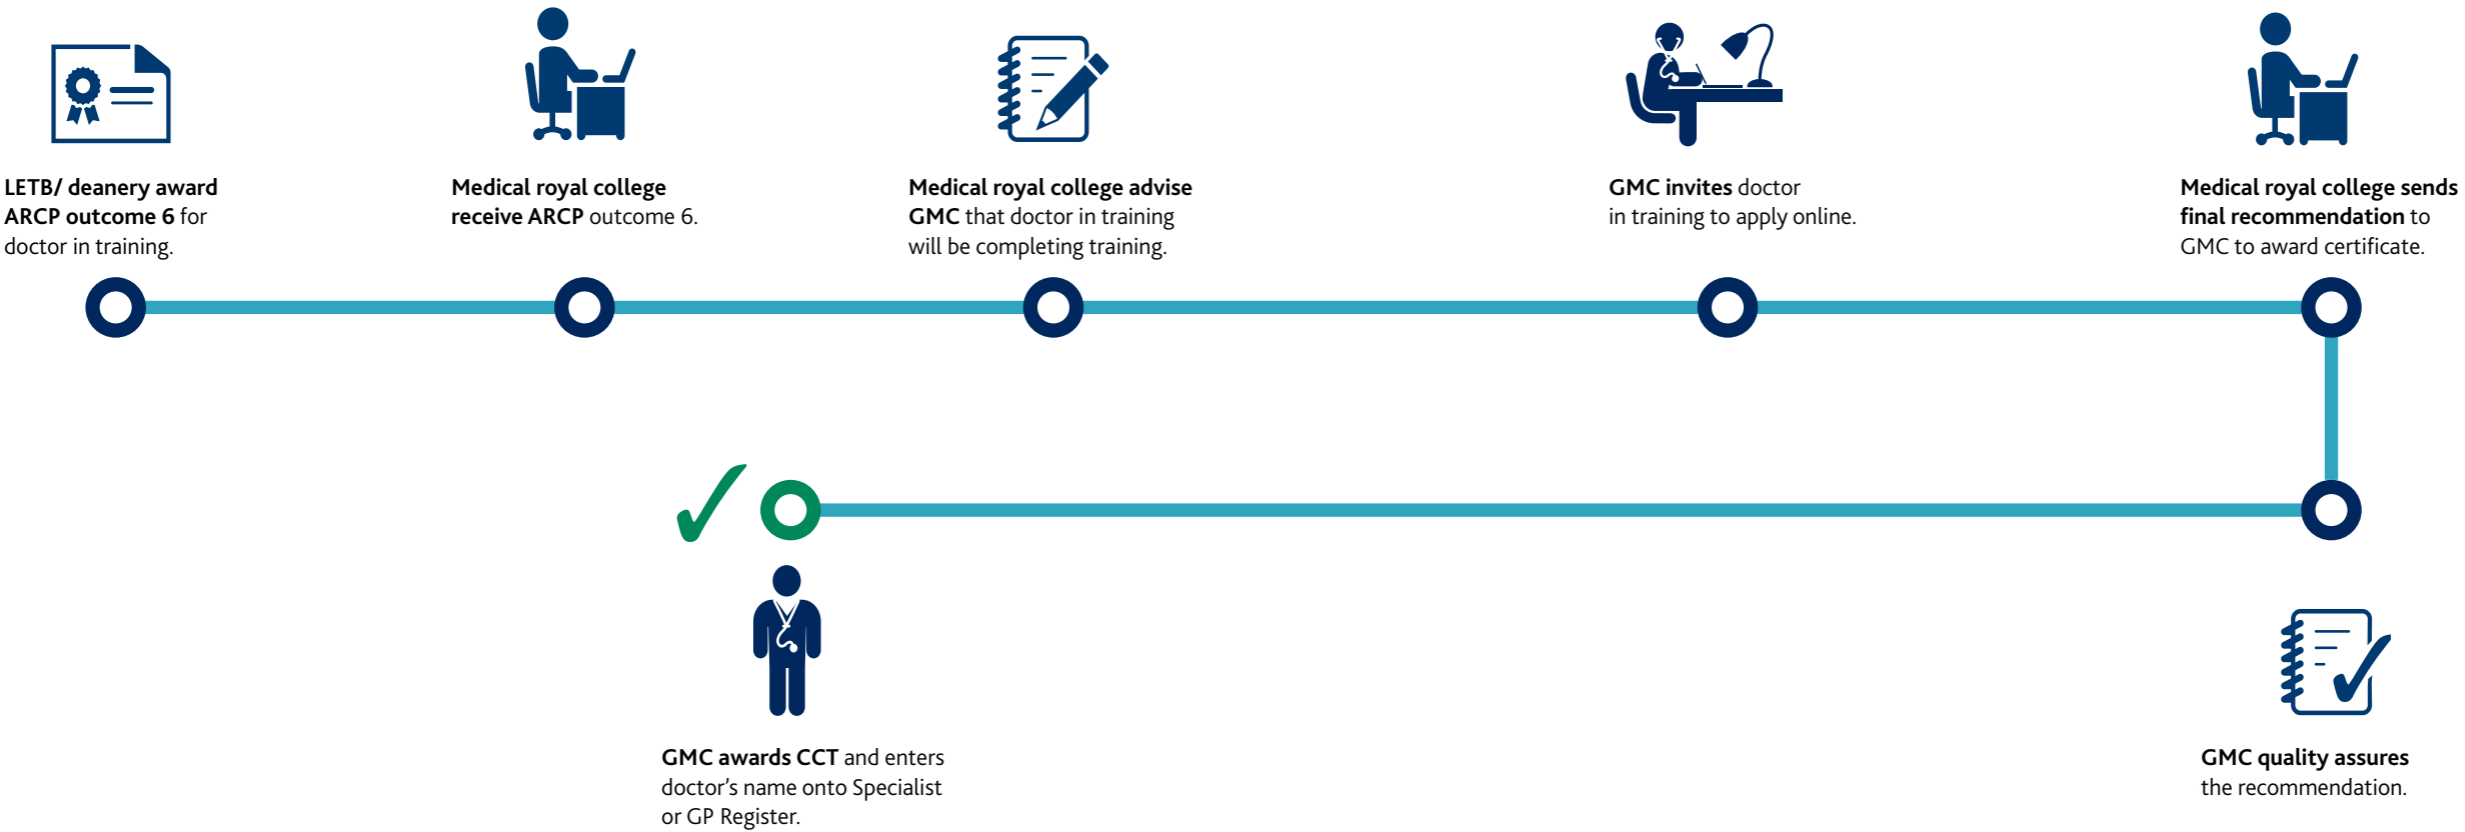 LETB/ deanery award
ARCP outcome 6 for
doctor in training.
Medical royal college
receive ARCP outcome 6.
Medical royal college advise
GMC that doctor in training
will be completing training.
GMC invites doctor
in training to apply online.
Medical royal college sends
final recommendation to
GMC to award certificate.
GMC quality assures
the recommendation.
GMC awards CCT and enters
doctor’s name onto Specialist
or GP Register.